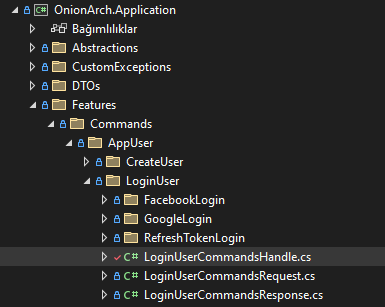 C# OnionArch.Application
Bağımlılıklar
Abstractions
CustomExceptions
DTOs
Features
Commands
AppUser
CreateUser
LoginUser
FacebookLogin
GoogleLogin
RefreshTokenLogin
C# LoginUserCommandsHandle.cs
C# LoginUserCommandsRequest.cs
C# LoginUserCommandsResponse.cs